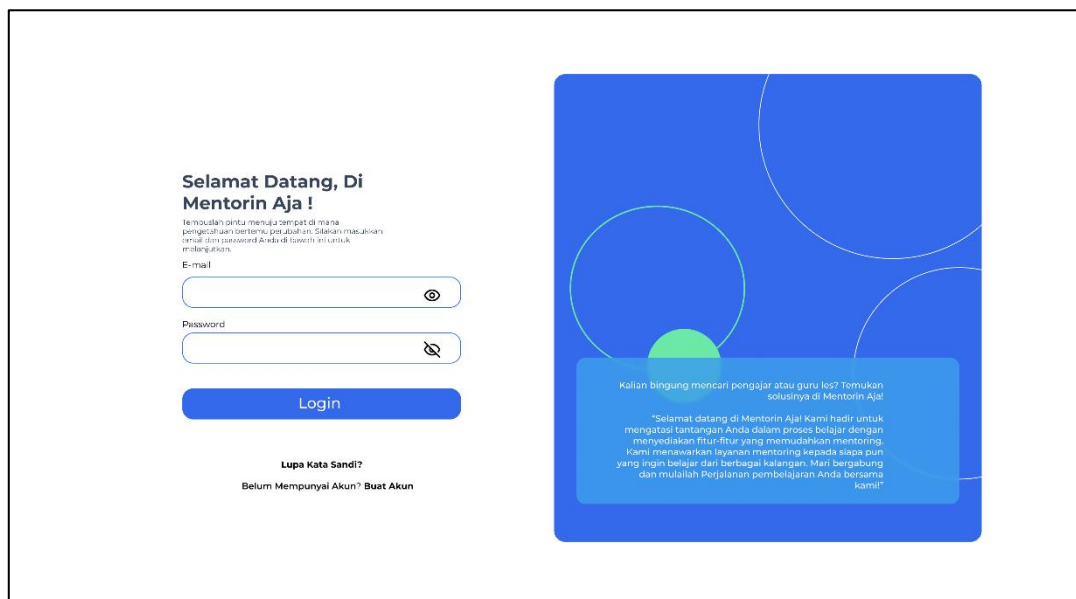 Selamat Datang, Di
Mentorin Aja !
Tembuslah pintu menuju tempat di mana
pengetahuan bertemu perubahan. Silakan masukkan
email dan password Anda di bawah ini untuk
melanjutkan.
E-mail
Password
Login
Lupa Kata Sandi?
Belum Mempunyai Akun? Buat Akun
Kalian bingung mencari pengajar atau guru les? Temukan
solusinya di Mentorin Aja!
"Selamat datang di Mentorin Aja! Kami hadir untuk
mengatasi tantangan Anda dalam proses belajar dengan
menyediakan fitur-fitur yang memudahkan mentoring.
Kami menawarkan layanan mentoring kepada siapa pun
yang ingin belajar dari berbagai kalangan. Mari bergabung
dan mulailah Perjalanan pembelajaran Anda bersama
kami!"